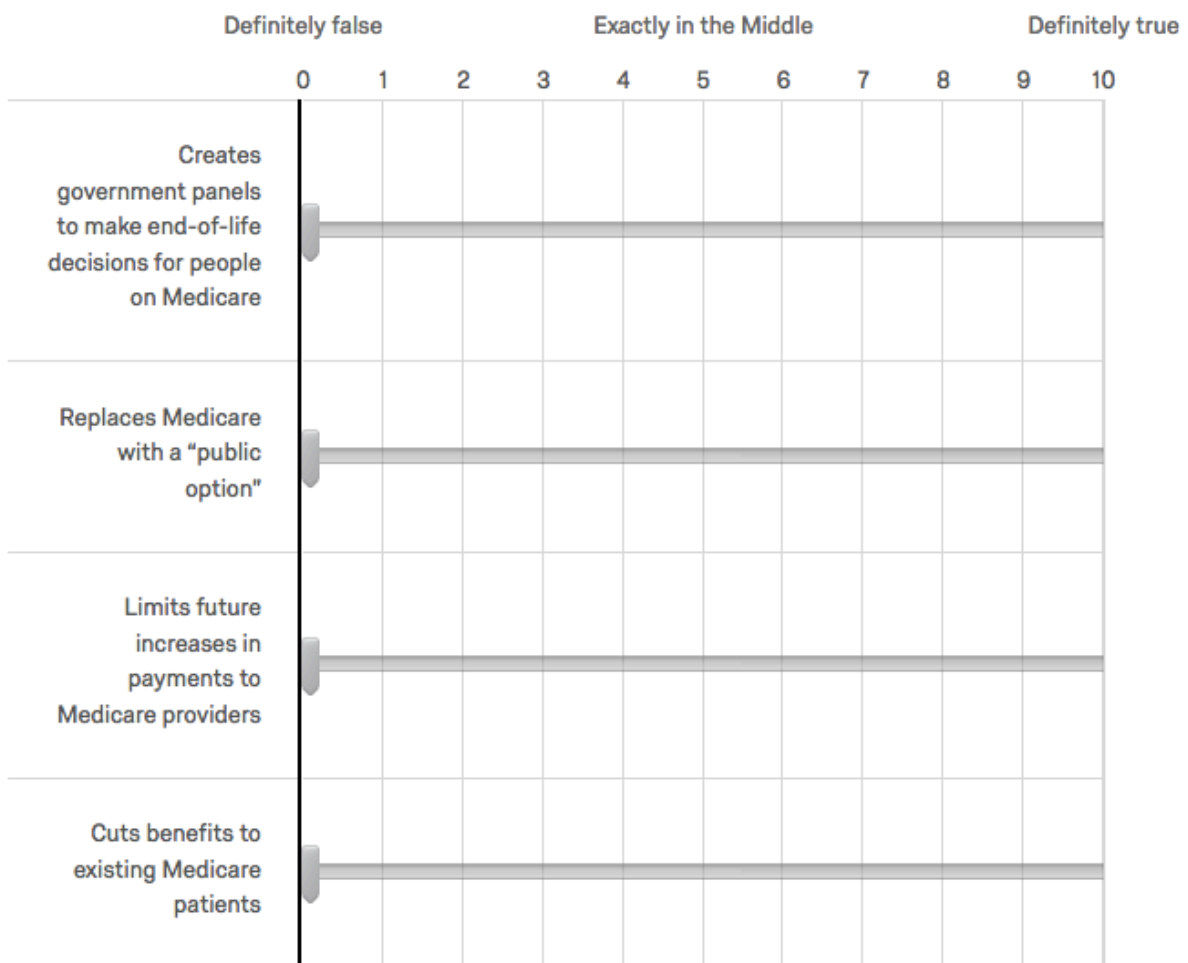 Definitely false Exactly in the Middle Definitely true
0 1 2 3 4 5 6 7 8 9 10
Creates
government panels
to make end-of-life
decisions for people
on Medicare
Replaces Medicare
with a “public
option”
Limits future
increases in
payments to
Medicare providers
Cuts benefits to
existing Medicare
patients